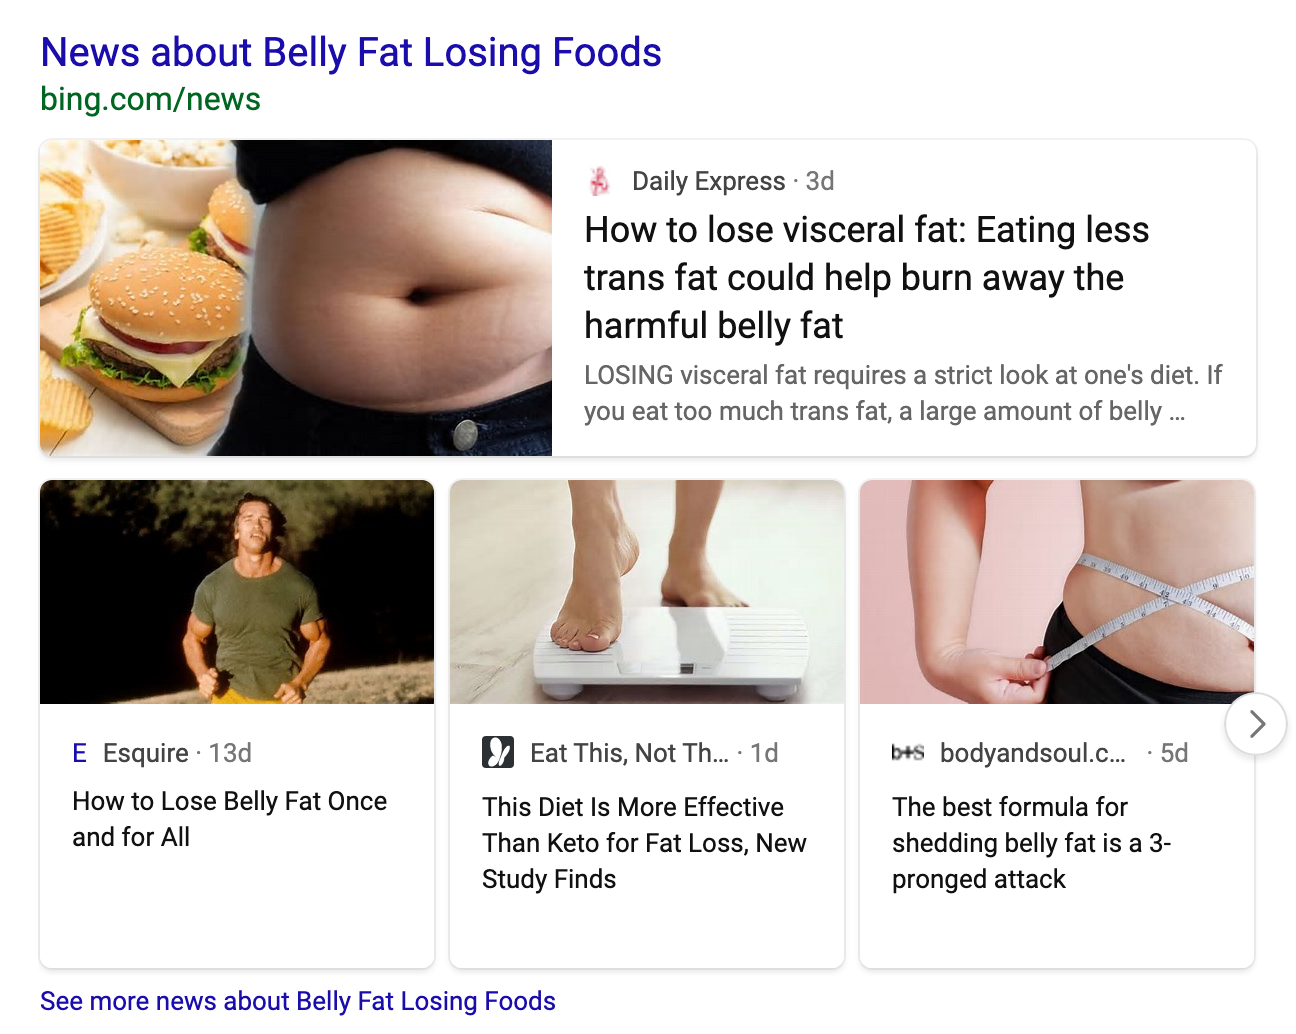 News about Belly Fat Losing Foods
bing.com/news
Daily Express · 3d
How to lose visceral fat: Eating less
trans fat could help burn away the
harmful belly fat
LOSING visceral fat requires a strict look at one's diet. If
you eat too much trans fat, a large amount of belly ...
E Esquire · 13d
How to Lose Belly Fat Once
and for All
Eat This, Not Th... · 1d
This Diet Is More Effective
Than Keto for Fat Loss, New
Study Finds
b+s bodyandsoul.c... · 5d
The best formula for
shedding belly fat is a 3-
pronged attack
See more news about Belly Fat Losing Foods